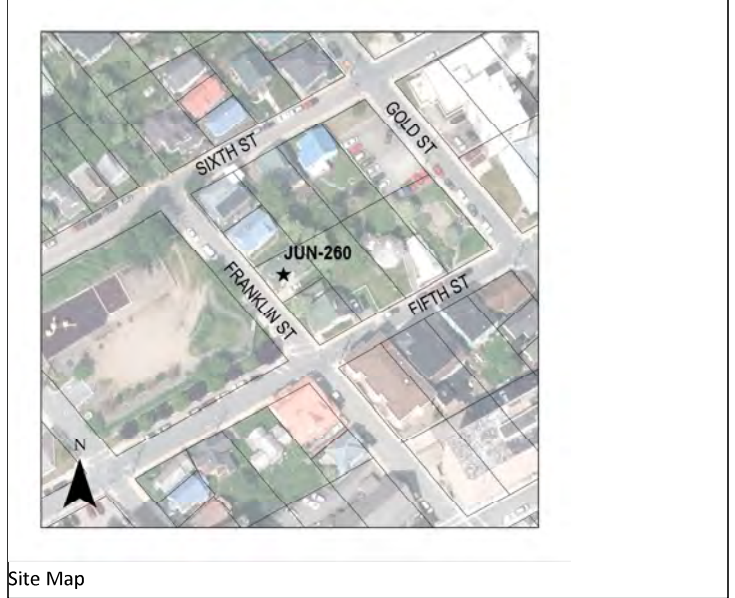 GOLD ST
SIXTH ST
JUN-260
FRANKLIN ST
FIFTH ST
N
Site Map